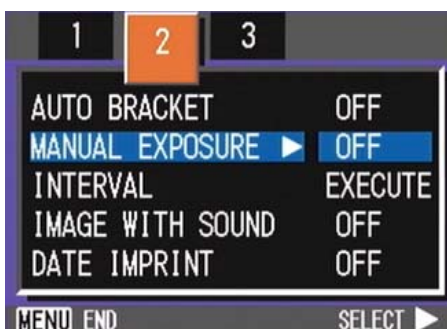 1 2 3
AUTO BRACKET OFF
MANUAL EXPOSURE ▶ OFF
INTERVAL EXECUTE
IMAGE WITH SOUND OFF
DATE IMPRINT OFF
MENU END SELECT ▶